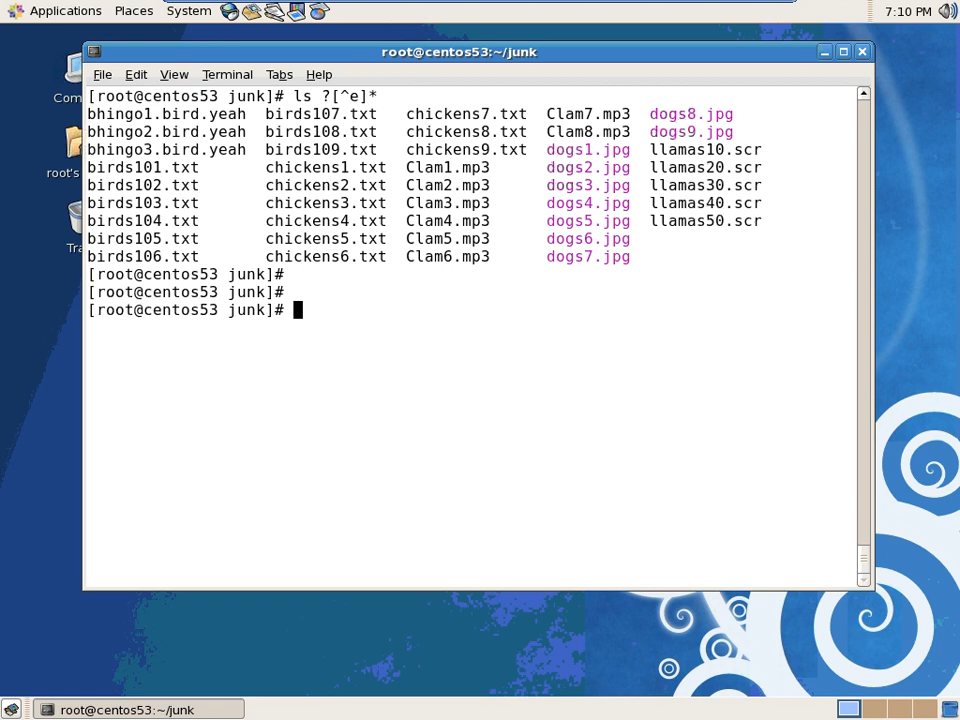 Applications Places System 7:10 PM
root@centos53:~/junk
File Edit View Terminal Tabs Help
[root@centos53 junk]# ls ?[^e]*
bhingo1.bird.yeah birds107.txt chickens7.txt Clam7.mp3 dogs8.jpg
bhingo2.bird.yeah birds108.txt chickens8.txt Clam8.mp3 dogs9.jpg
bhingo3.bird.yeah birds109.txt chickens9.txt dogs1.jpg llamas10.scr
birds101.txt chickens1.txt Clam1.mp3 dogs2.jpg llamas20.scr
birds102.txt chickens2.txt Clam2.mp3 dogs3.jpg llamas30.scr
birds103.txt chickens3.txt Clam3.mp3 dogs4.jpg llamas40.scr
birds104.txt chickens4.txt Clam4.mp3 dogs5.jpg llamas50.scr
birds105.txt chickens5.txt Clam5.mp3 dogs6.jpg
birds106.txt chickens6.txt Clam6.mp3 dogs7.jpg
[root@centos53 junk]#
[root@centos53 junk]#
[root@centos53 junk]#
Com
root's
Tra
root@centos53:~/junk